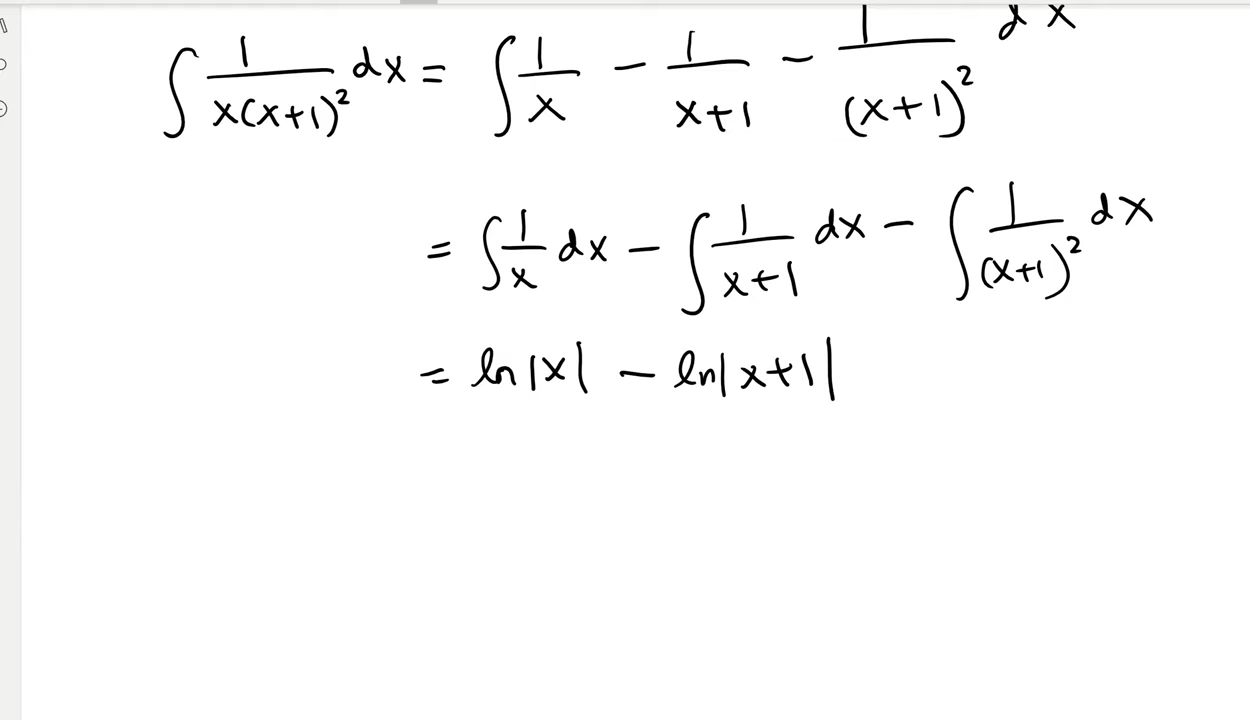 ∫ 1/(x(x+1)²) dx = ∫ 1/x − 1/(x+1) − 1/(x+1)² dx
= ∫ 1/x dx − ∫ 1/(x+1) dx − ∫ 1/(x+1)² dx
= ln|x| − ln|x+1|